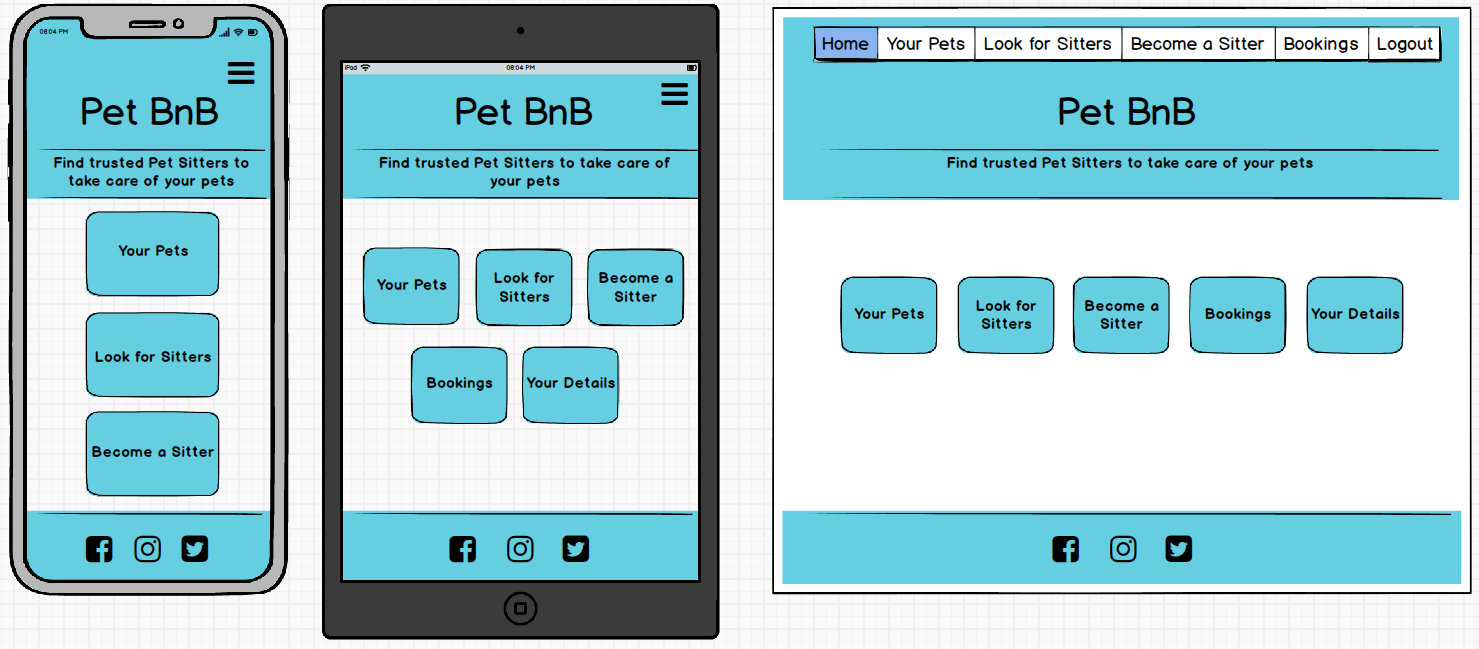 08:04 PM
Pet BnB
Find trusted Pet Sitters to
take care of your pets
Your Pets
Look for Sitters
Become a Sitter
iPod
08:04 PM
Pet BnB
Find trusted Pet Sitters to take care of
your pets
Your Pets
Look for
Sitters
Become a
Sitter
Bookings
Your Details
Home
Your Pets
Look for Sitters
Become a Sitter
Bookings
Logout
Pet BnB
Find trusted Pet Sitters to take care of your pets
Your Pets
Look for
Sitters
Become a
Sitter
Bookings
Your Details